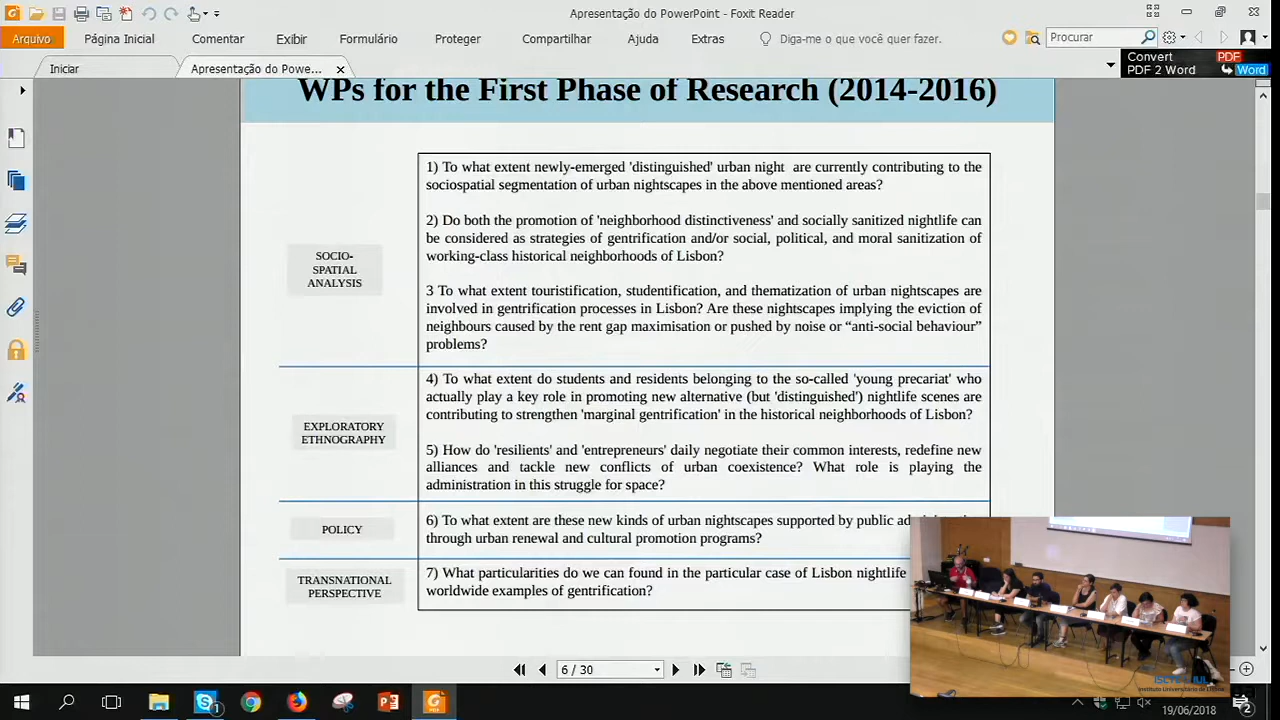 Apresentação do PowerPoint - Foxit Reader
Arquivo
Página Inicial
Comentar
Exibir
Formulário
Proteger
Compartilhar
Ajuda
Extras
Diga-me o que você quer fazer.
Procurar
Iniciar
Apresentação do Powe...
Convert
PDF 2 Word
PDF
Word
WPs for the First Phase of Research (2014-2016)
SOCIO-
SPATIAL
ANALYSIS
1) To what extent newly-emerged 'distinguished' urban night are currently contributing to the
sociospatial segmentation of urban nightscapes in the above mentioned areas?
2) Do both the promotion of 'neighborhood distinctiveness' and socially sanitized nightlife can
be considered as strategies of gentrification and/or social, political, and moral sanitization of
working-class historical neighborhoods of Lisbon?
3 To what extent touristification, studentification, and thematization of urban nightscapes are
involved in gentrification processes in Lisbon? Are these nightscapes implying the eviction of
neighbours caused by the rent gap maximisation or pushed by noise or “anti-social behaviour”
problems?
EXPLORATORY
ETHNOGRAPHY
4) To what extent do students and residents belonging to the so-called 'young precariat' who
actually play a key role in promoting new alternative (but 'distinguished') nightlife scenes are
contributing to strengthen 'marginal gentrification' in the historical neighborhoods of Lisbon?
5) How do 'resilients' and 'entrepreneurs' daily negotiate their common interests, redefine new
alliances and tackle new conflicts of urban coexistence? What role is playing the
administration in this struggle for space?
POLICY
6) To what extent are these new kinds of urban nightscapes supported by public
through urban renewal and cultural promotion programs?
TRANSNATIONAL
PERSPECTIVE
7) What particularities do we can found in the particular case of Lisbon nightlife
worldwide examples of gentrification?
6 / 30
Instituto Universitário de Lisboa
19/06/2018